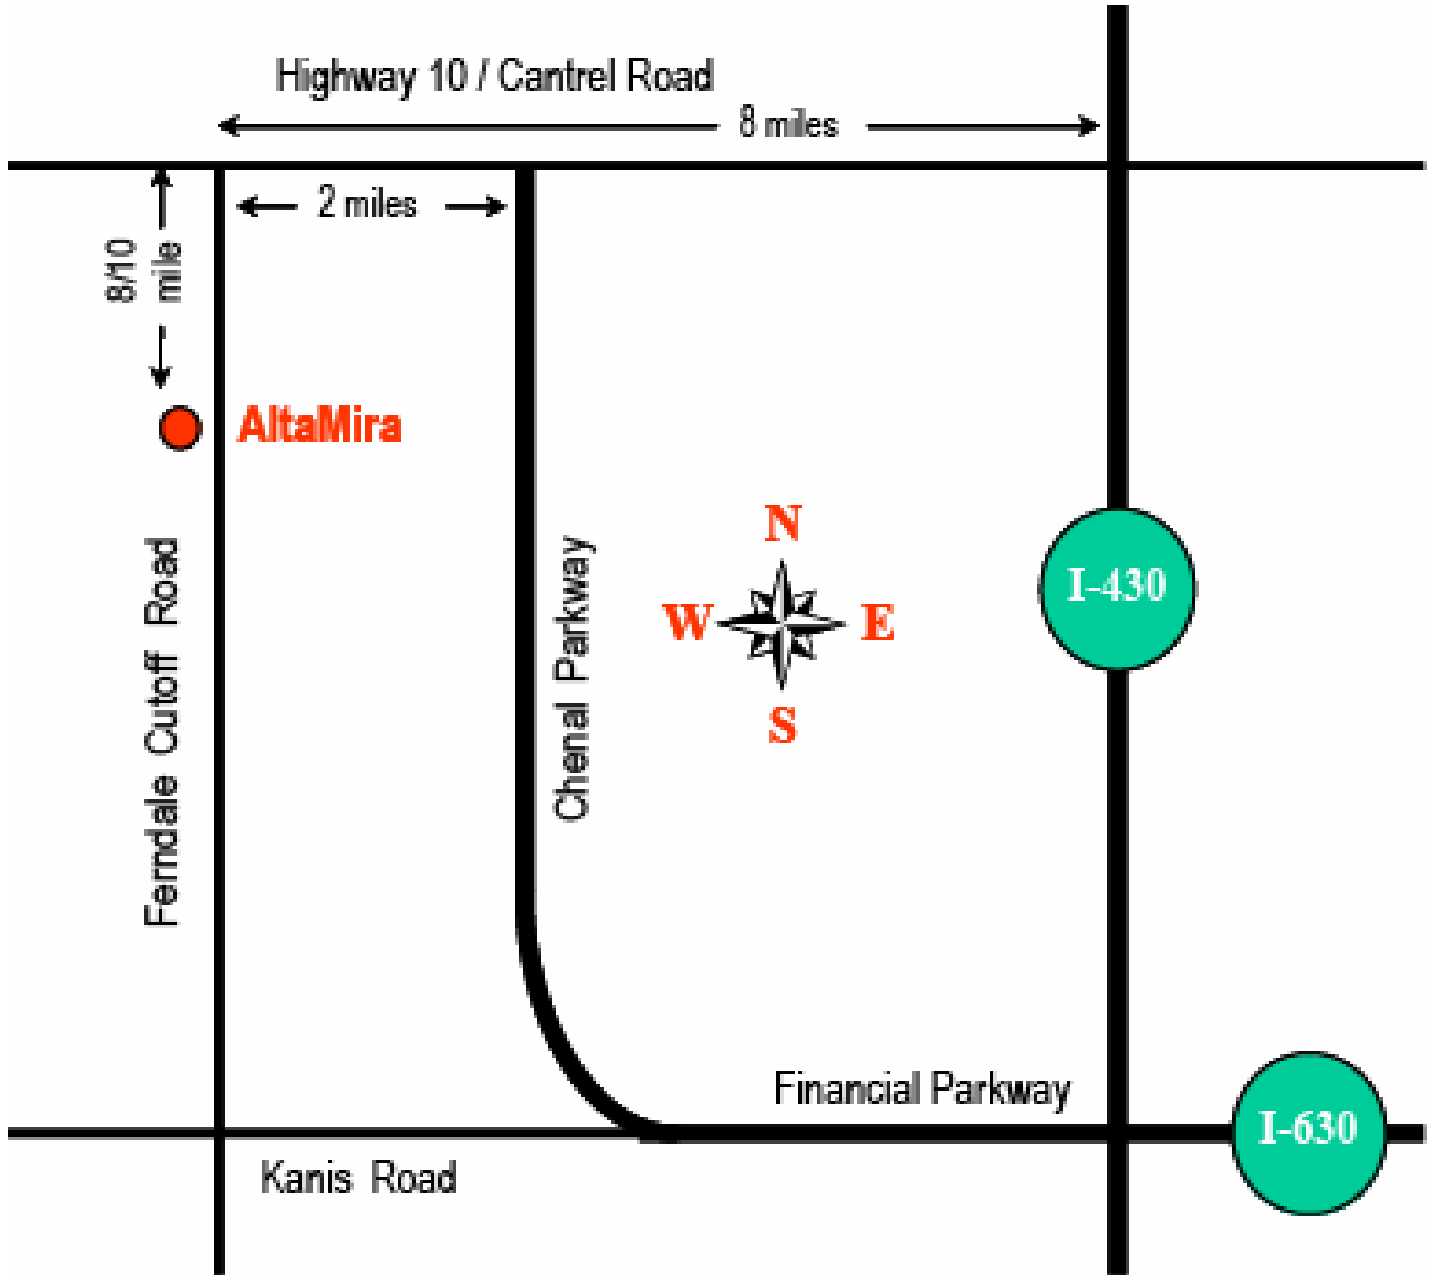 Highway 10 / Cantrel Road
8 miles
2 miles
8/10
mile
AltaMira
N
W
E
S
I-430
Ferndale Cutoff Road
Chenal Parkway
Financial Parkway
I-630
Kanis Road